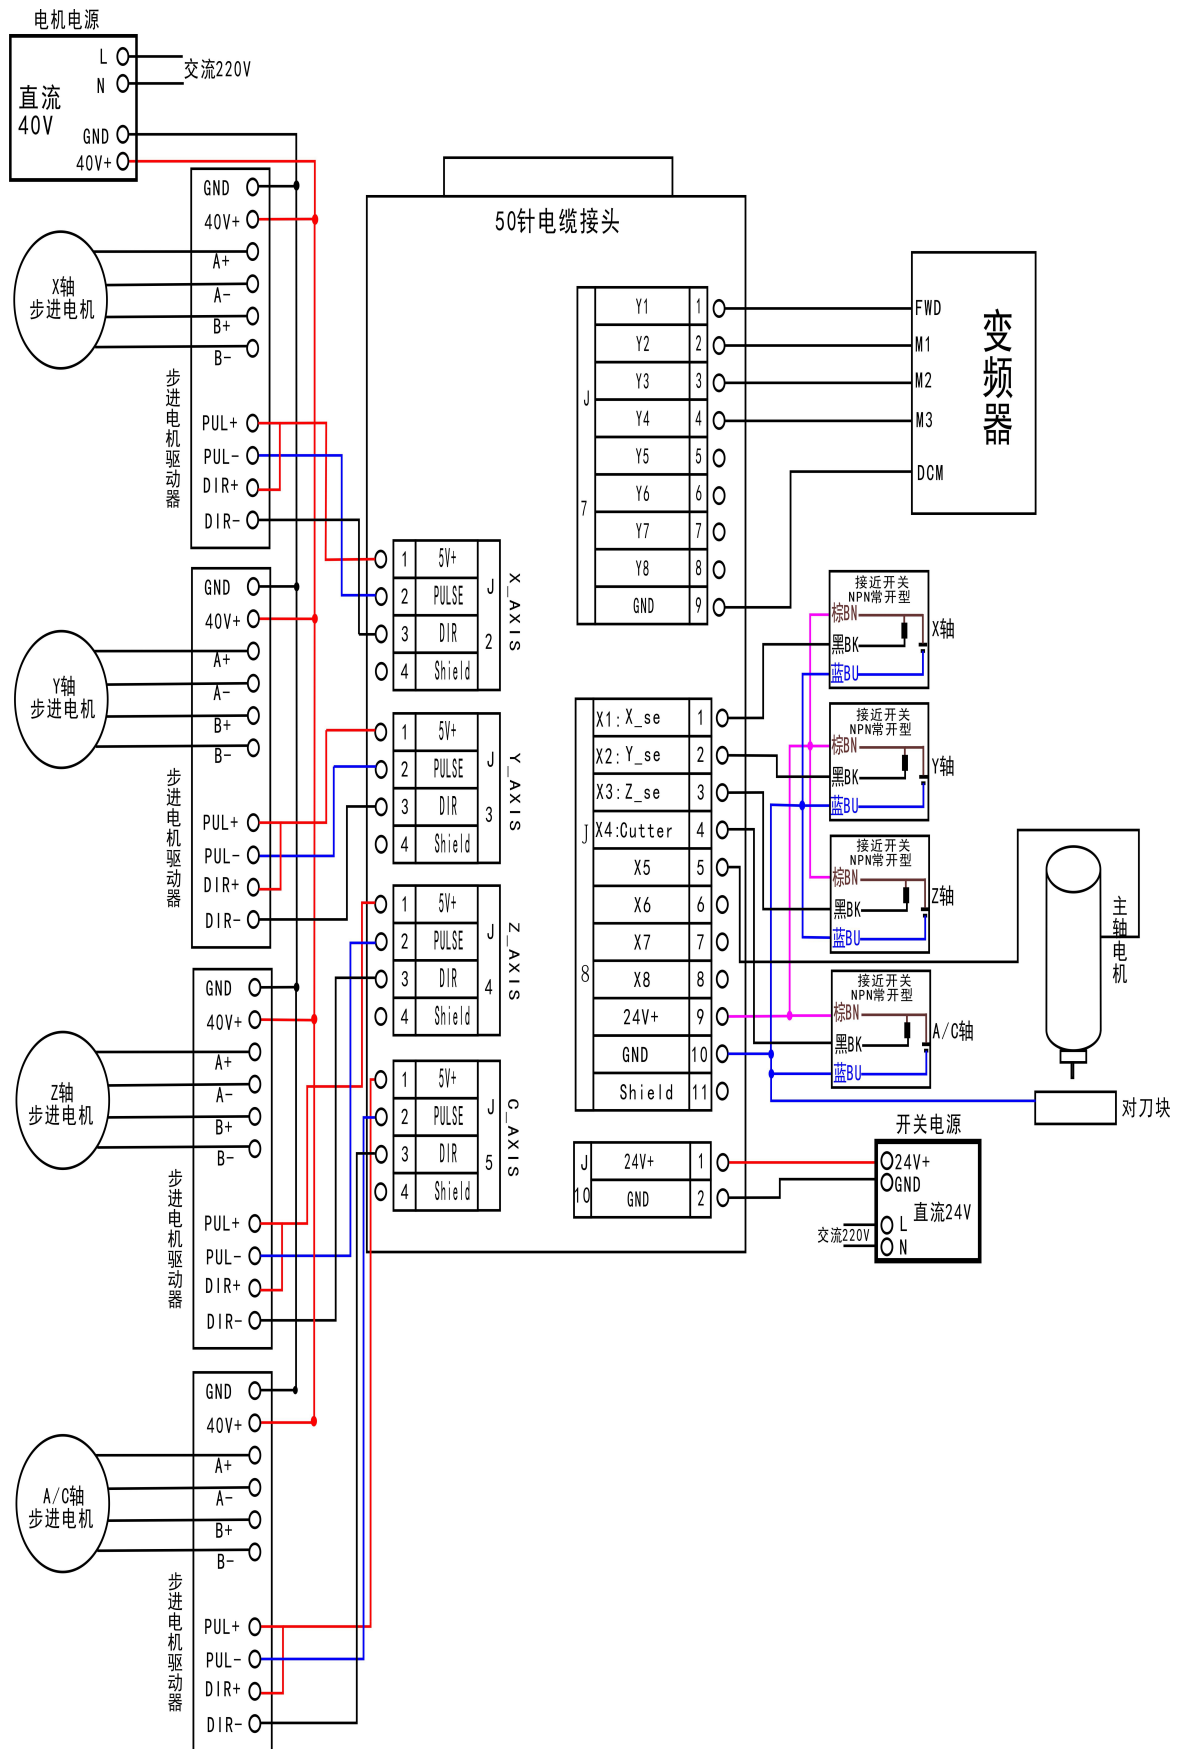 电机电源
L
N
交流220V
直流
40V
GND
40V+
GND
40V+
A+
A-
B+
B-
X轴
步进电机
步进电机驱动器
PUL+
PUL-
DIR+
DIR-
GND
40V+
A+
A-
B+
B-
Y轴
步进电机
步进电机驱动器
PUL+
PUL-
DIR+
DIR-
GND
40V+
A+
A-
B+
B-
Z轴
步进电机
步进电机驱动器
PUL+
PUL-
DIR+
DIR-
GND
40V+
A+
A-
B+
B-
A/C轴
步进电机
步进电机驱动器
PUL+
PUL-
DIR+
DIR-
50针电缆接头
1 5V+
2 PULSE
3 DIR
4 Shield
J2
X_AXIS
1 5V+
2 PULSE
3 DIR
4 Shield
J3
Y_AXIS
1 5V+
2 PULSE
3 DIR
4 Shield
J4
Z_AXIS
1 5V+
2 PULSE
3 DIR
4 Shield
J5
C_AXIS
J7
Y1 1
Y2 2
Y3 3
Y4 4
Y5 5
Y6 6
Y7 7
Y8 8
GND 9
J8
X1:X_se 1
X2:Y_se 2
X3:Z_se 3
X4:Cutter 4
X5 5
X6 6
X7 7
X8 8
24V+ 9
GND 10
Shield 11
J10
24V+ 1
GND 2
FWD
M1
M2
M3
DCM
变频器
接近开关
NPN常开型
棕BN
黑BK
蓝BU
X轴
接近开关
NPN常开型
棕BN
黑BK
蓝BU
Y轴
接近开关
NPN常开型
棕BN
黑BK
蓝BU
Z轴
接近开关
NPN常开型
棕BN
黑BK
蓝BU
A/C轴
主轴电机
对刀块
开关电源
24V+
GND
直流24V
L
N
交流220V